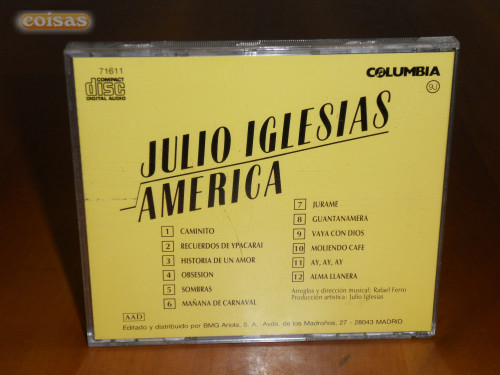 coisas
71611
COMPACT
disc
DIGITAL AUDIO
COLUMBIA
9J
JULIO IGLESIAS
AMERICA
1 CAMINITO
2 RECUERDOS DE YPACARAI
3 HISTORIA DE UN AMOR
4 OBSESION
5 SOMBRAS
6 MAÑANA DE CARNAVAL
7 JURAME
8 GUANTANAMERA
9 VAYA CON DIOS
10 MOLIENDO CAFE
11 AY, AY, AY
12 ALMA LLANERA
Arreglos y dirección musical: Rafael Ferro
Producción artística: Julio Iglesias
AAD
Editado y distribuido por BMG Ariola, S. A., Avda. de los Madroños, 27 - 28043 MADRID